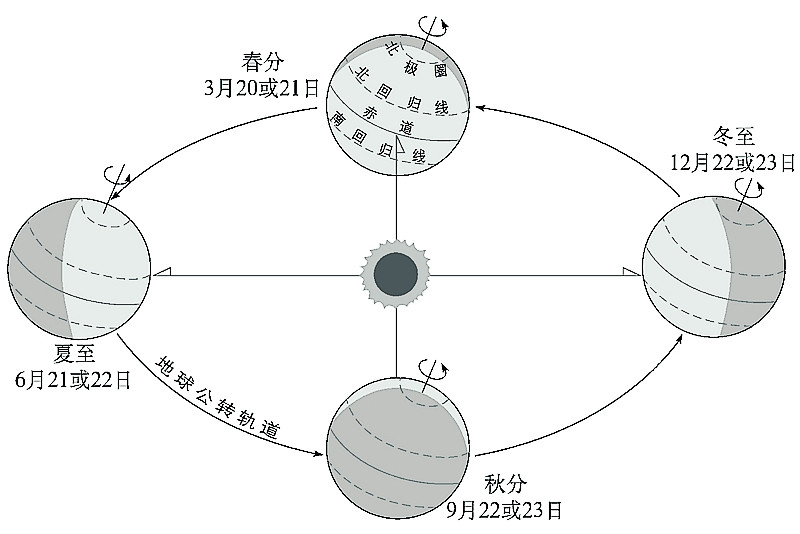 春分
3月20或21日
北极圈
北回归线
赤道
南回归线
冬至
12月22或23日
夏至
6月21或22日
地球公转轨道
秋分
9月22或23日